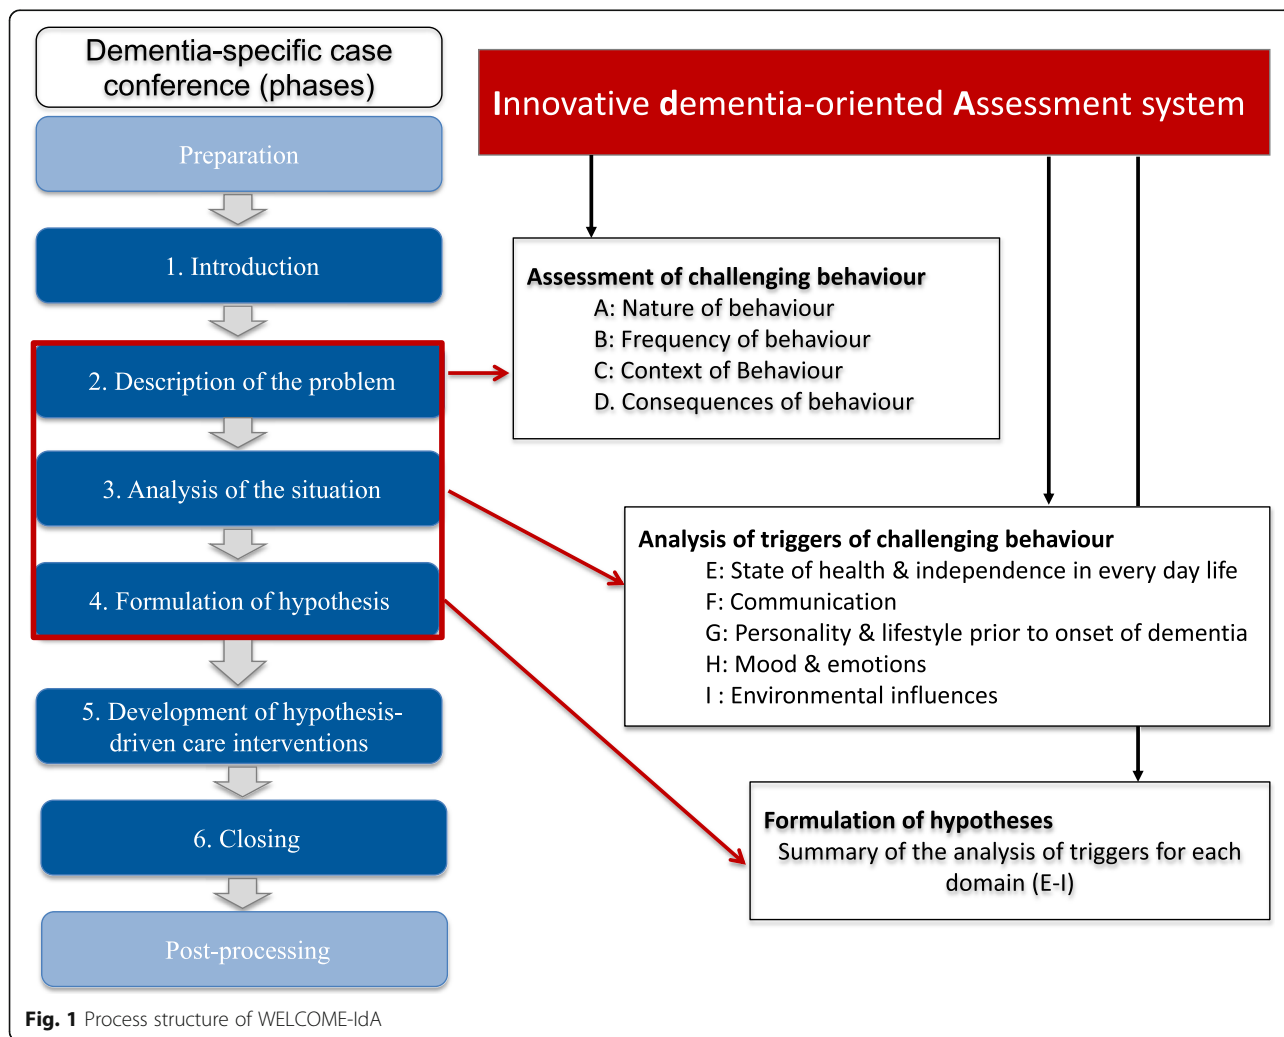 Dementia-specific case
conference (phases)
Preparation
1. Introduction
2. Description of the problem
3. Analysis of the situation
4. Formulation of hypothesis
5. Development of hypothesis-
driven care interventions
6. Closing
Post-processing
Innovative dementia-oriented Assessment system
Assessment of challenging behaviour
A: Nature of behaviour
B: Frequency of behaviour
C: Context of Behaviour
D. Consequences of behaviour
Analysis of triggers of challenging behaviour
E: State of health & independence in every day life
F: Communication
G: Personality & lifestyle prior to onset of dementia
H: Mood & emotions
I : Environmental influences
Formulation of hypotheses
Summary of the analysis of triggers for each
domain (E-I)
Fig. 1 Process structure of WELCOME-IdA